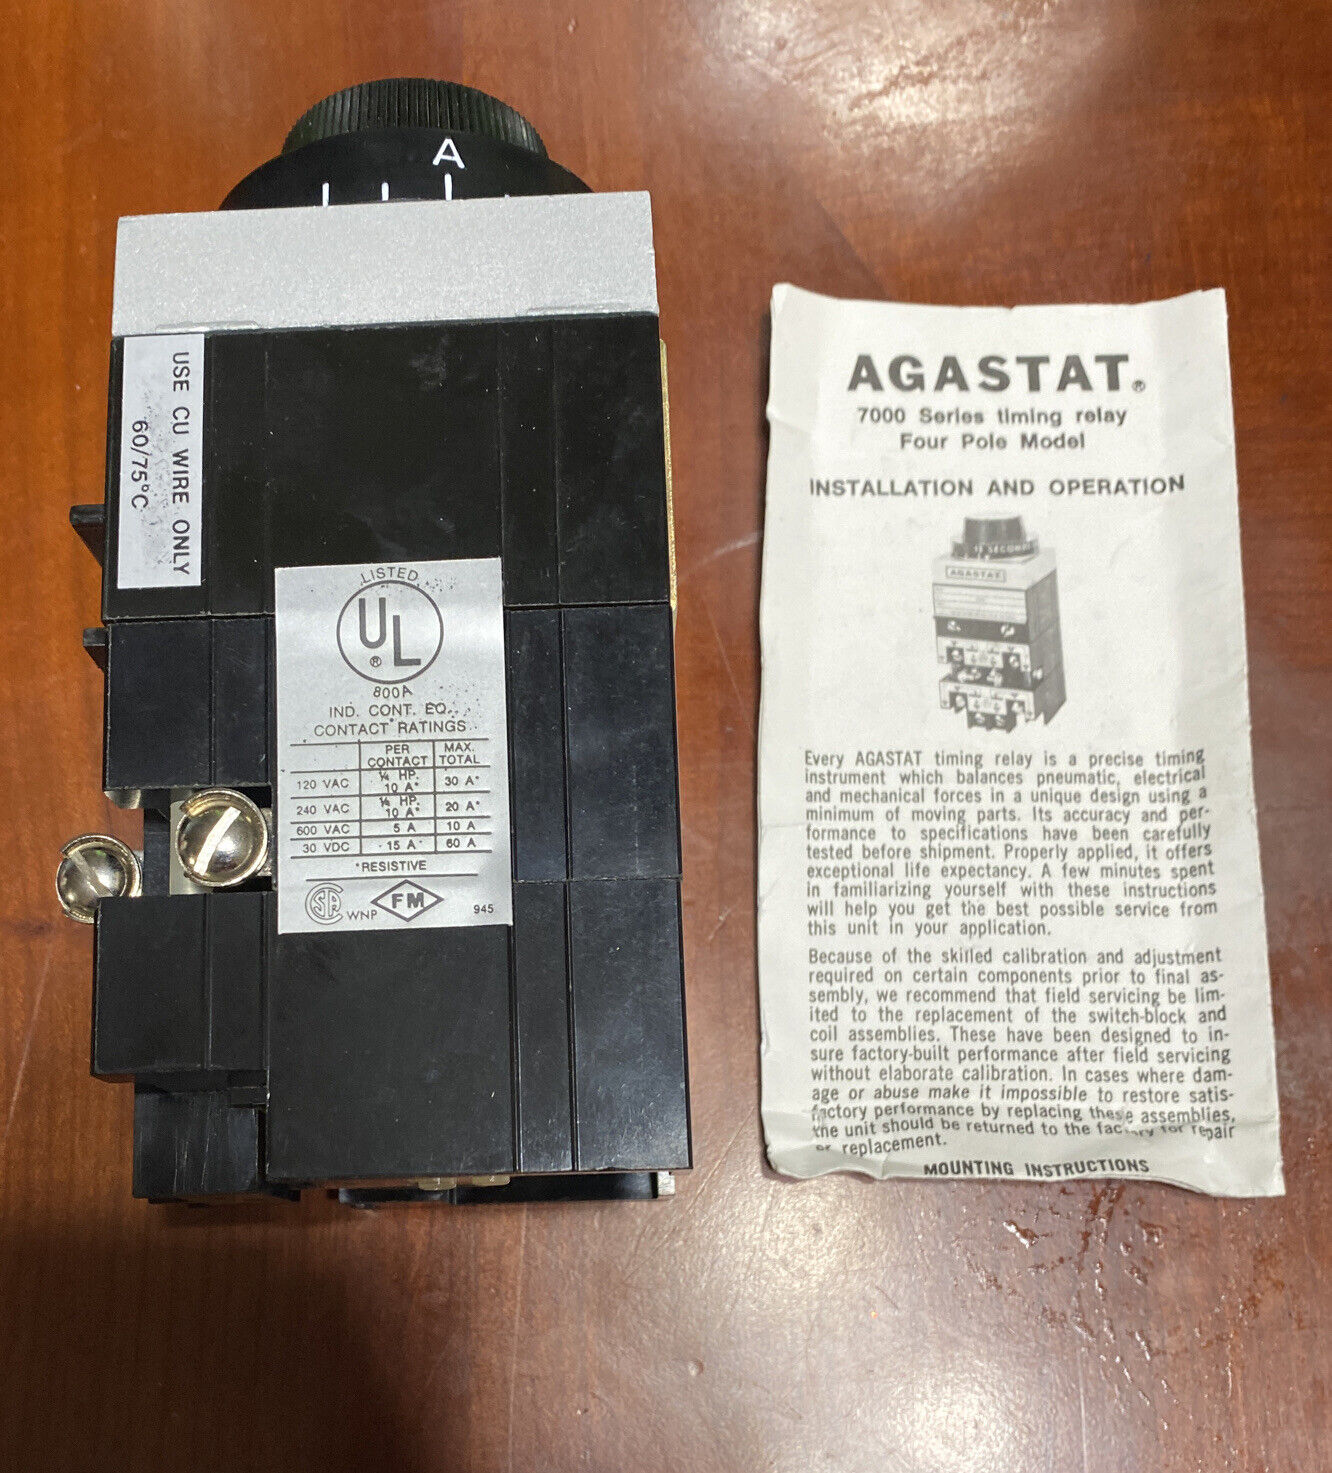 A
USE CU WIRE ONLY
60/75°C
LISTED
UL
®
800A
IND. CONT. EQ.
CONTACT RATINGS
PER CONTACT MAX. TOTAL
120 VAC ¼ HP. 10 A* 30 A*
240 VAC ¼ HP. 10 A* 20 A*
600 VAC 5 A 10 A
30 VDC 15 A* 60 A
*RESISTIVE
WNP FM 945
AGASTAT®
7000 Series timing relay
Four Pole Model
INSTALLATION AND OPERATION
AGASTAT
Every AGASTAT timing relay is a precise timing
instrument which balances pneumatic, electrical
and mechanical forces in a unique design using a
minimum of moving parts. Its accuracy and per-
formance to specifications have been carefully
tested before shipment. Properly applied, it offers
exceptional life expectancy. A few minutes spent
in familiarizing yourself with these instructions
will help you get the best possible service from
this unit in your application.
Because of the skilled calibration and adjustment
required on certain components prior to final as-
sembly, we recommend that field servicing be lim-
ited to the replacement of the switch-block and
coil assemblies. These have been designed to in-
sure factory-built performance after field servicing
without elaborate calibration. In cases where dam-
age or abuse make it impossible to restore satis-
factory performance by replacing these assemblies,
the unit should be returned to the factory for repair
or replacement.
MOUNTING INSTRUCTIONS